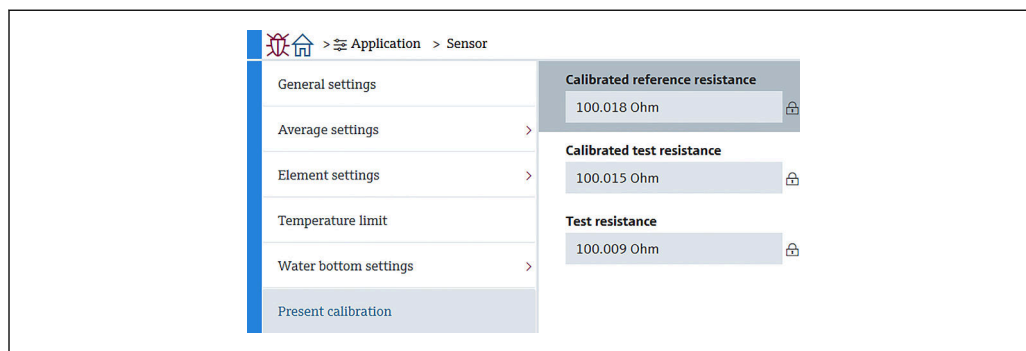 > Application > Sensor
General settings
Average settings >
Element settings >
Temperature limit
Water bottom settings >
Present calibration
Calibrated reference resistance
100.018 Ohm
Calibrated test resistance
100.015 Ohm
Test resistance
100.009 Ohm